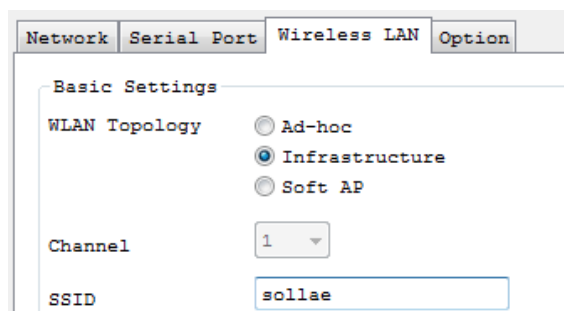 Network Serial Port Wireless LAN Option
Basic Settings
WLAN Topology Ad-hoc
Infrastructure
Soft AP
Channel 1
SSID sollae